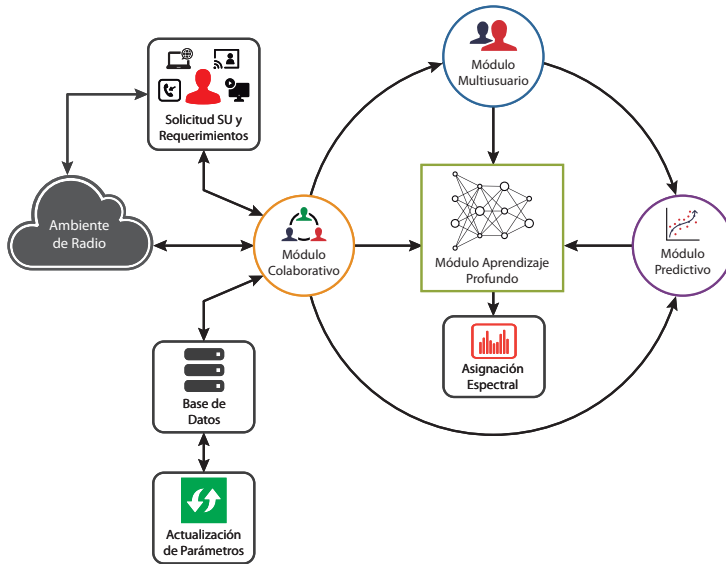 Solicitud SU y
Requerimientos
Módulo
Multiusuario
Ambiente
de Radio
Módulo
Colaborativo
Módulo Aprendizaje
Profundo
Módulo
Predictivo
Asignación
Espectral
Base de
Datos
Actualización
de Parámetros